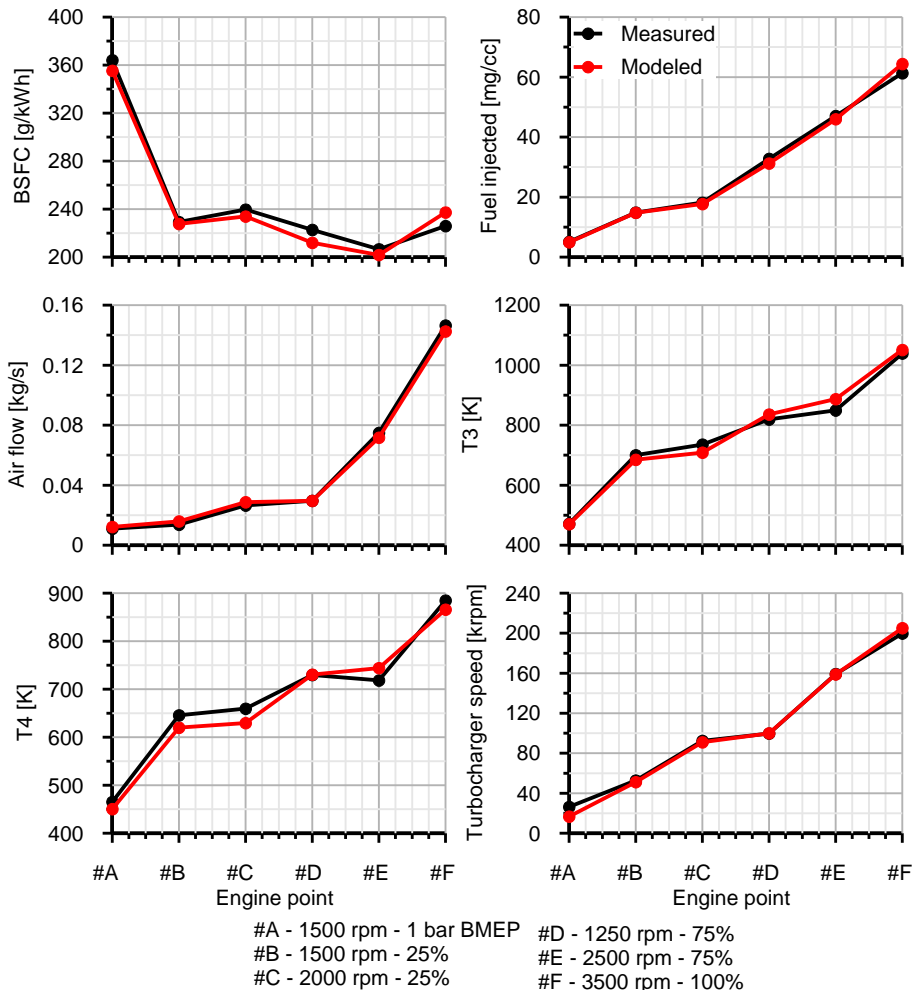 BSFC [g/kWh]
400
360
320
280
240
200
Fuel injected [mg/cc]
80
60
40
20
0
Measured
Modeled
Air flow [kg/s]
0.16
0.12
0.08
0.04
0
T3 [K]
1200
1000
800
600
400
T4 [K]
900
800
700
600
500
400
#A #B #C #D #E #F
Engine point
Turbocharger speed [krpm]
240
200
160
120
80
40
0
#A #B #C #D #E #F
Engine point
#A - 1500 rpm - 1 bar BMEP
#B - 1500 rpm - 25%
#C - 2000 rpm - 25%
#D - 1250 rpm - 75%
#E - 2500 rpm - 75%
#F - 3500 rpm - 100%